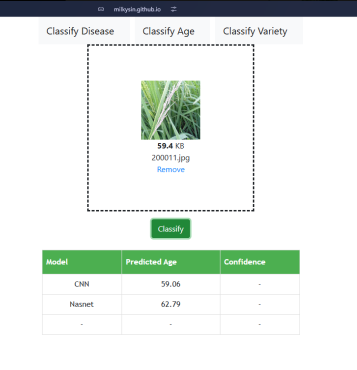 milkysin.github.io
Classify Disease Classify Age Classify Variety
59.4 KB
200011.jpg
Remove
Classify
Model Predicted Age Confidence
CNN 59.06 -
Nasnet 62.79 -
- - -